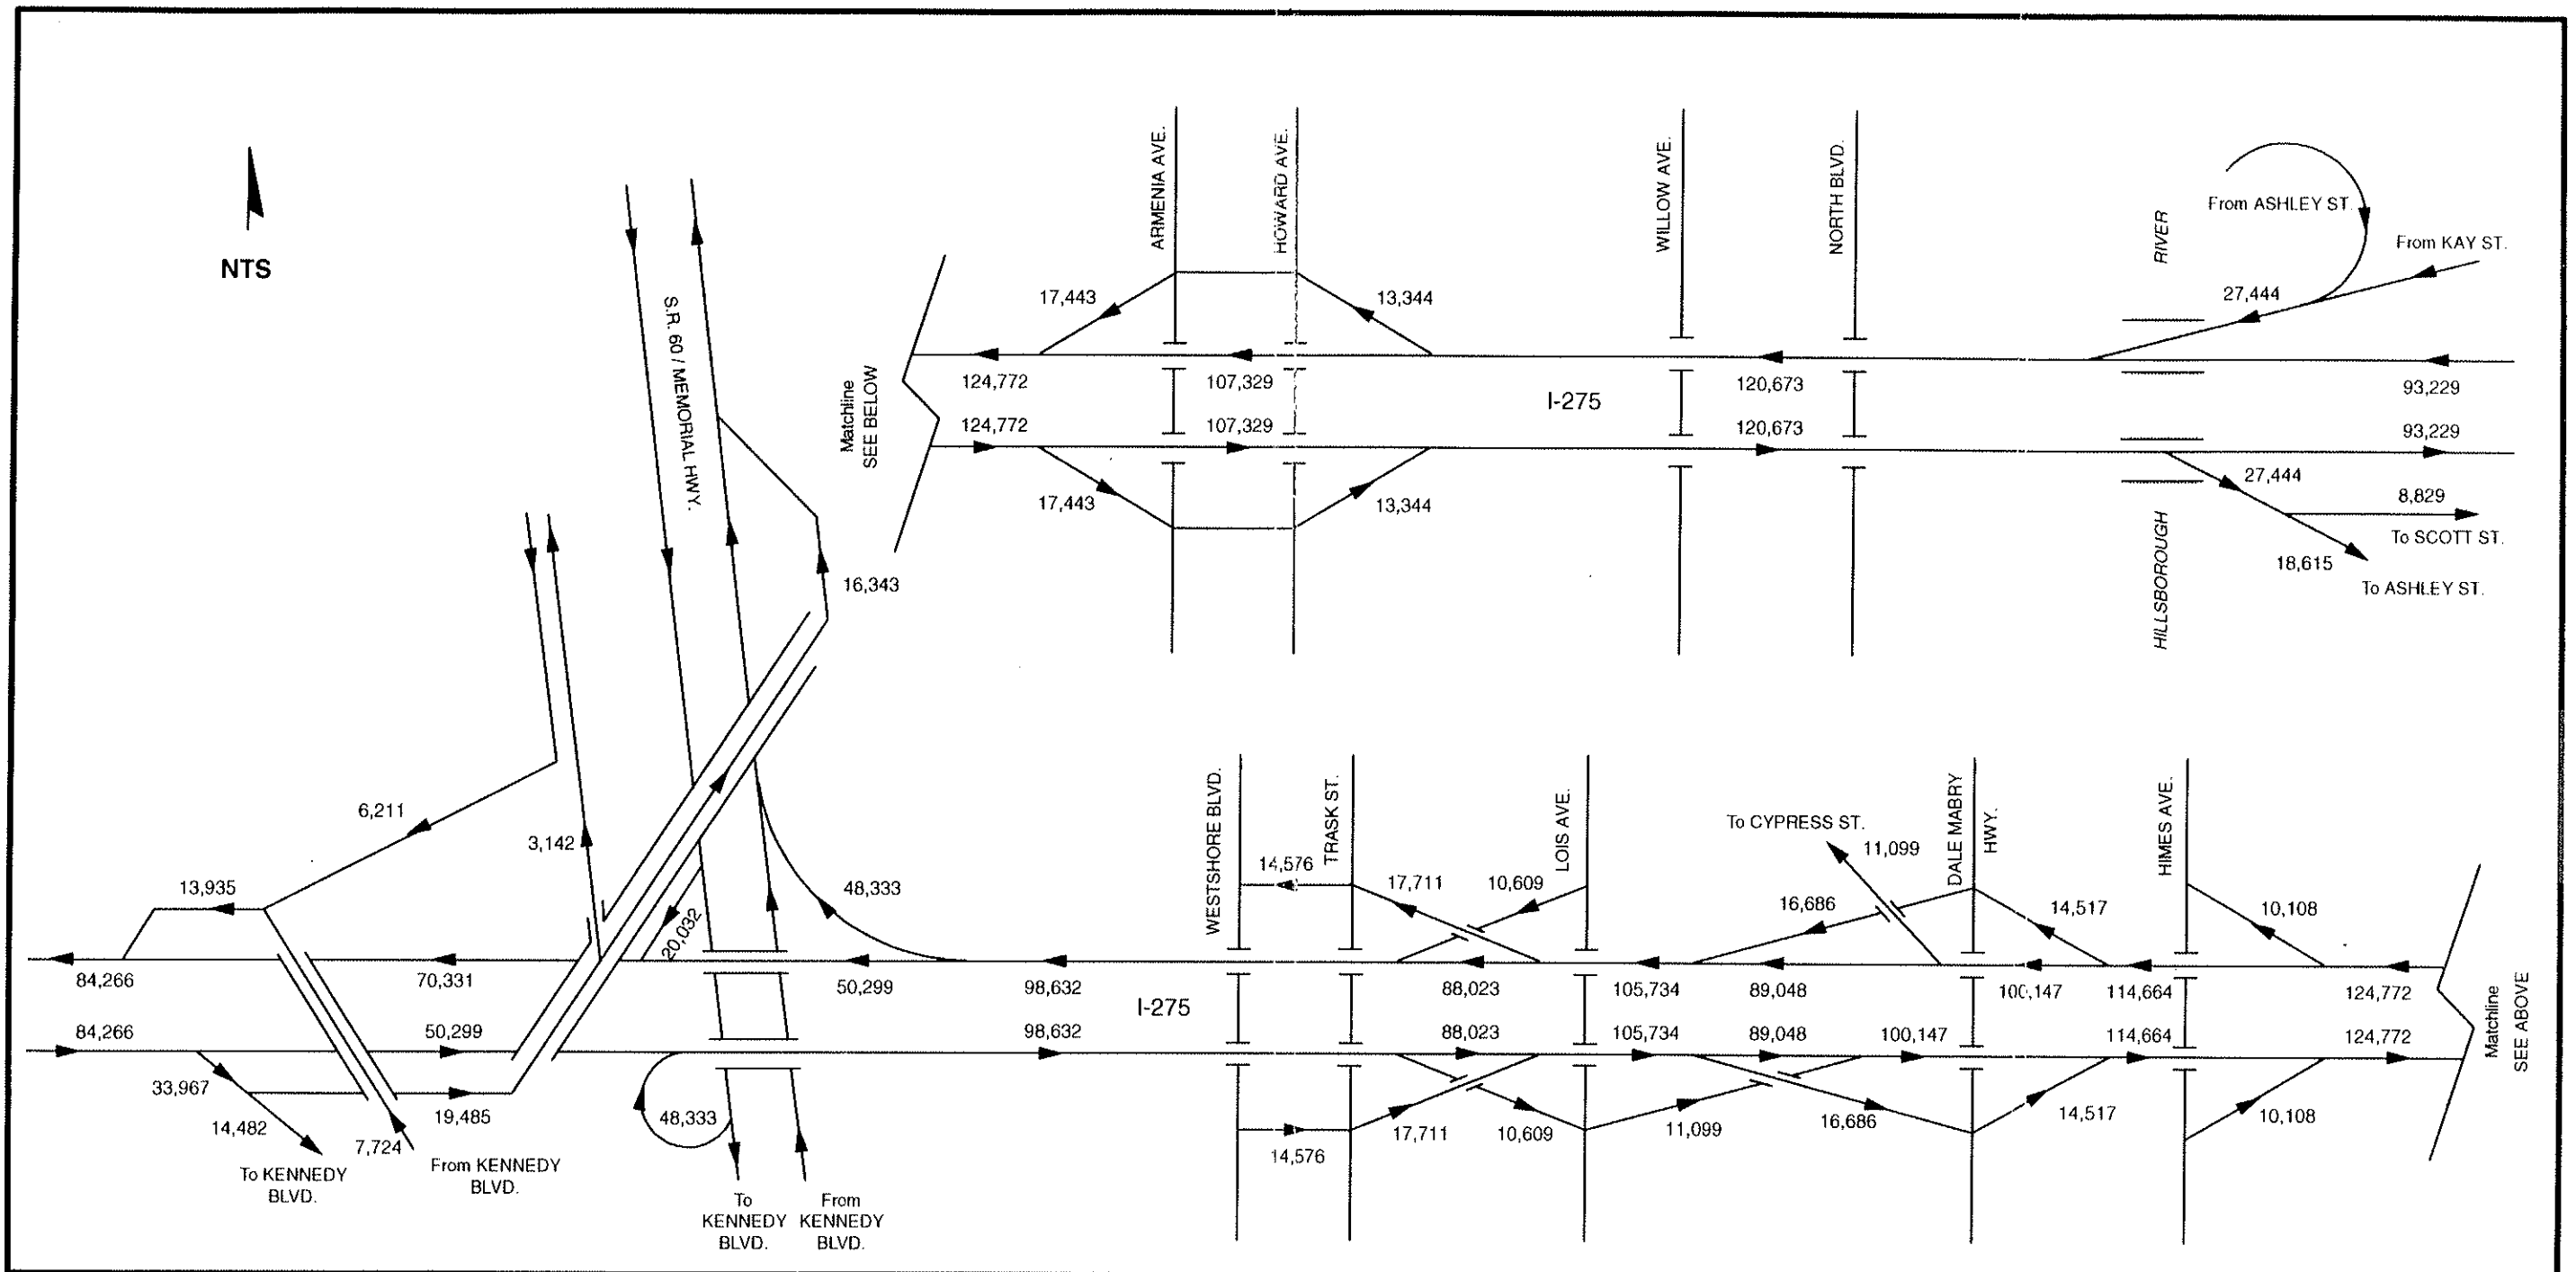 ARMENIA AVE.
HOWARD AVE.
WILLOW AVE.
NORTH BLVD.
RIVER
From ASHLEY ST.
From KAY ST.
NTS
17,443
13,344
27,444
S.R. 60 / MEMORIAL HWY.
Matchline
SEE BELOW
124,772
107,329
I-275
120,673
93,229
124,772
107,329
120,673
93,229
17,443
13,344
27,444
8,829
To SCOTT ST.
18,615
To ASHLEY ST.
HILLSBOROUGH
16,343
6,211
3,142
13,935
48,333
20,032
WESTSHORE BLVD.
TRASK ST.
LOIS AVE.
DALE MABRY
HWY.
HIMES AVE.
To CYPRESS ST.
11,099
14,576
17,711
10,609
16,686
14,517
10,108
84,266
70,331
50,299
98,632
I-275
88,023
105,734
89,048
100,147
114,664
124,772
Matchline
SEE ABOVE
84,266
50,299
98,632
88,023
105,734
89,048
100,147
114,664
124,772
33,967
14,482
19,485
7,724
48,333
14,576
17,711
10,609
11,099
16,686
14,517
10,108
To KENNEDY
BLVD.
From KENNEDY
BLVD.
To
KENNEDY
BLVD.
From
KENNEDY
BLVD.